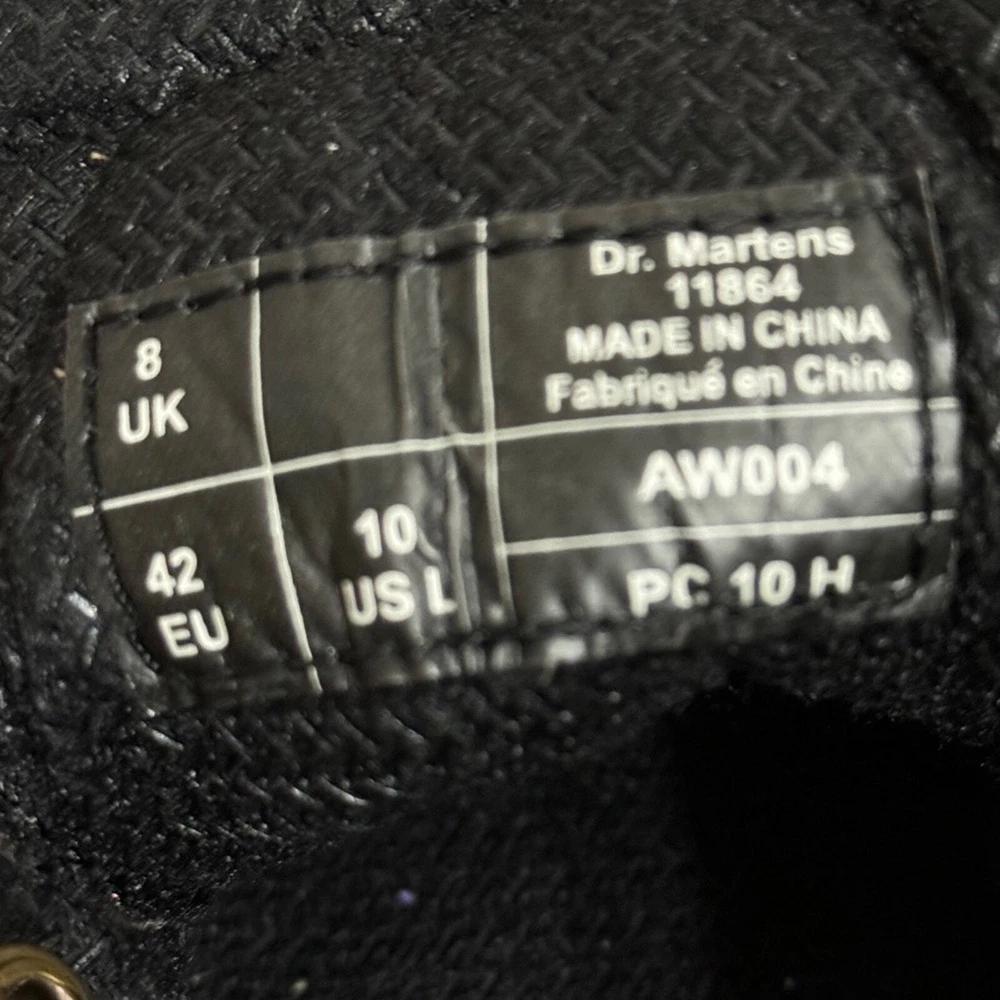 8
UK
42
EU
10
US L
Dr. Martens
11864
MADE IN CHINA
Fabriqué en Chine
AW004
PC 10 H